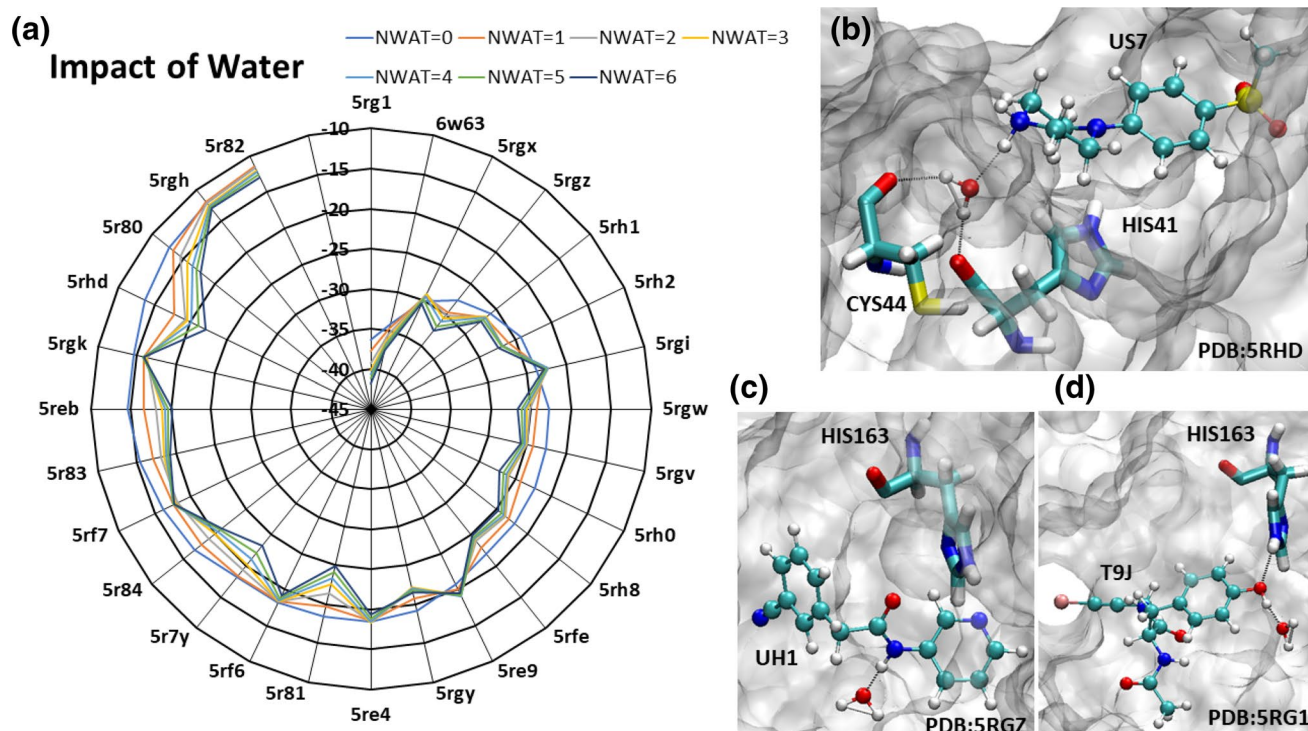 (a)
Impact of Water
NWAT=0 NWAT=1 NWAT=2 NWAT=3
NWAT=4 NWAT=5 NWAT=6
5rg1
6w63
5rgx
5rgz
5rh1
5rh2
5rgi
5rgw
5rgv
5rh0
5rh8
5rfe
5re9
5rgy
5re4
5r81
5rf6
5r7y
5r84
5rf7
5r83
5reb
5rgk
5rhd
5r80
5rgh
5r82
-10
-15
-20
-25
-30
-35
-40
-45
(b)
US7
HIS41
CYS44
PDB:5RHD
(c)
HIS163
UH1
PDB:5RGZ
(d)
HIS163
T9J
PDB:5RG1